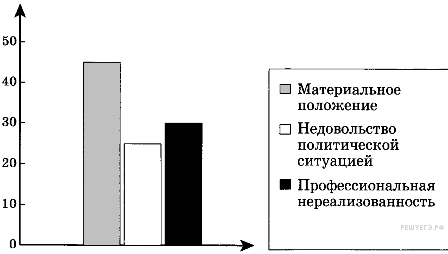 50
40
30
20
10
0
Материальное
положение
Недовольство
политической
ситуацией
Профессиональная
нереализованность
РЕШУЕГЭ.РФ